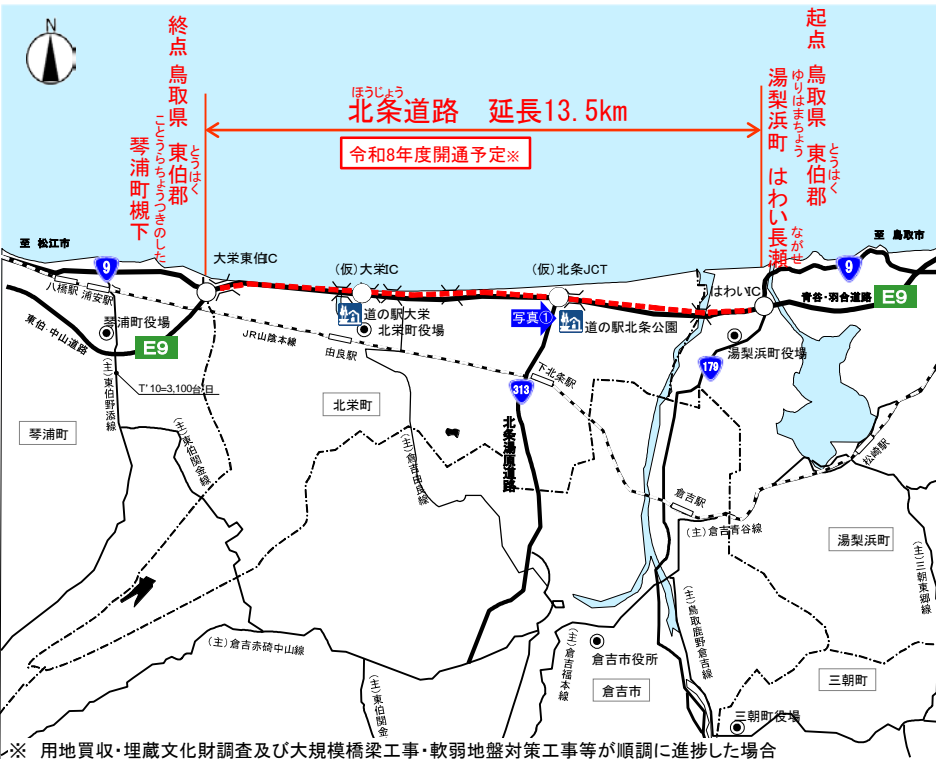 N
終点 鳥取県 東伯郡
とうはく
琴浦町槻下
ことうらちょうつきのした
ほうじょう
北条道路　延長13.5km
令和8年度開通予定※
起点 鳥取県 東伯郡
とうはく
湯梨浜町 はわい長瀬
ゆりはまちょう ながせ
至 松江市
9
大栄東伯IC
(仮)大栄IC
(仮)北条JCT
はわいIC
至 鳥取市
9
青谷・羽合道路
E9
八橋駅
浦安駅
琴浦町役場
東伯・中山道路
E9
道の駅大栄
北栄町役場
写真①
道の駅北条公園
湯梨浜町役場
179
JR山陰本線
由良駅
下北条駅
313
T'10=3,100台/日
(主)東伯野添線
(主)東伯関金線
琴浦町
北栄町
(主)倉吉由良線
北条湯原道路
松崎駅
倉吉駅
(主)倉吉青谷線
湯梨浜町
(主)三朝東郷線
(主)鳥取鹿野倉吉線
(主)倉吉赤碕中山線
(主)東伯関金
(主)倉吉福本線
倉吉市役所
倉吉市
三朝町
三朝町役場
※ 用地買収・埋蔵文化財調査及び大規模橋梁工事・軟弱地盤対策工事等が順調に進捗した場合